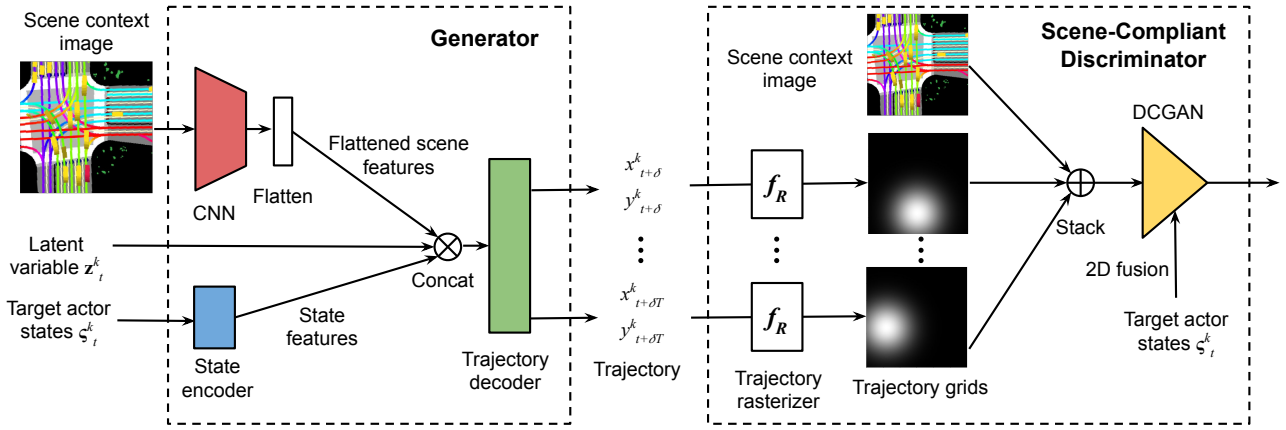 Scene context
image
Generator
CNN
Flatten
Flattened scene
features
Latent
variable z^k_t
Concat
Target actor
states ς^k_t
State
features
State
encoder
Trajectory
decoder
x^k_{t+δ}
y^k_{t+δ}
x^k_{t+δT}
y^k_{t+δT}
Trajectory
Scene-Compliant
Discriminator
Scene context
image
f_R
f_R
Trajectory
rasterizer
Trajectory grids
Stack
DCGAN
2D fusion
Target actor
states ς^k_t